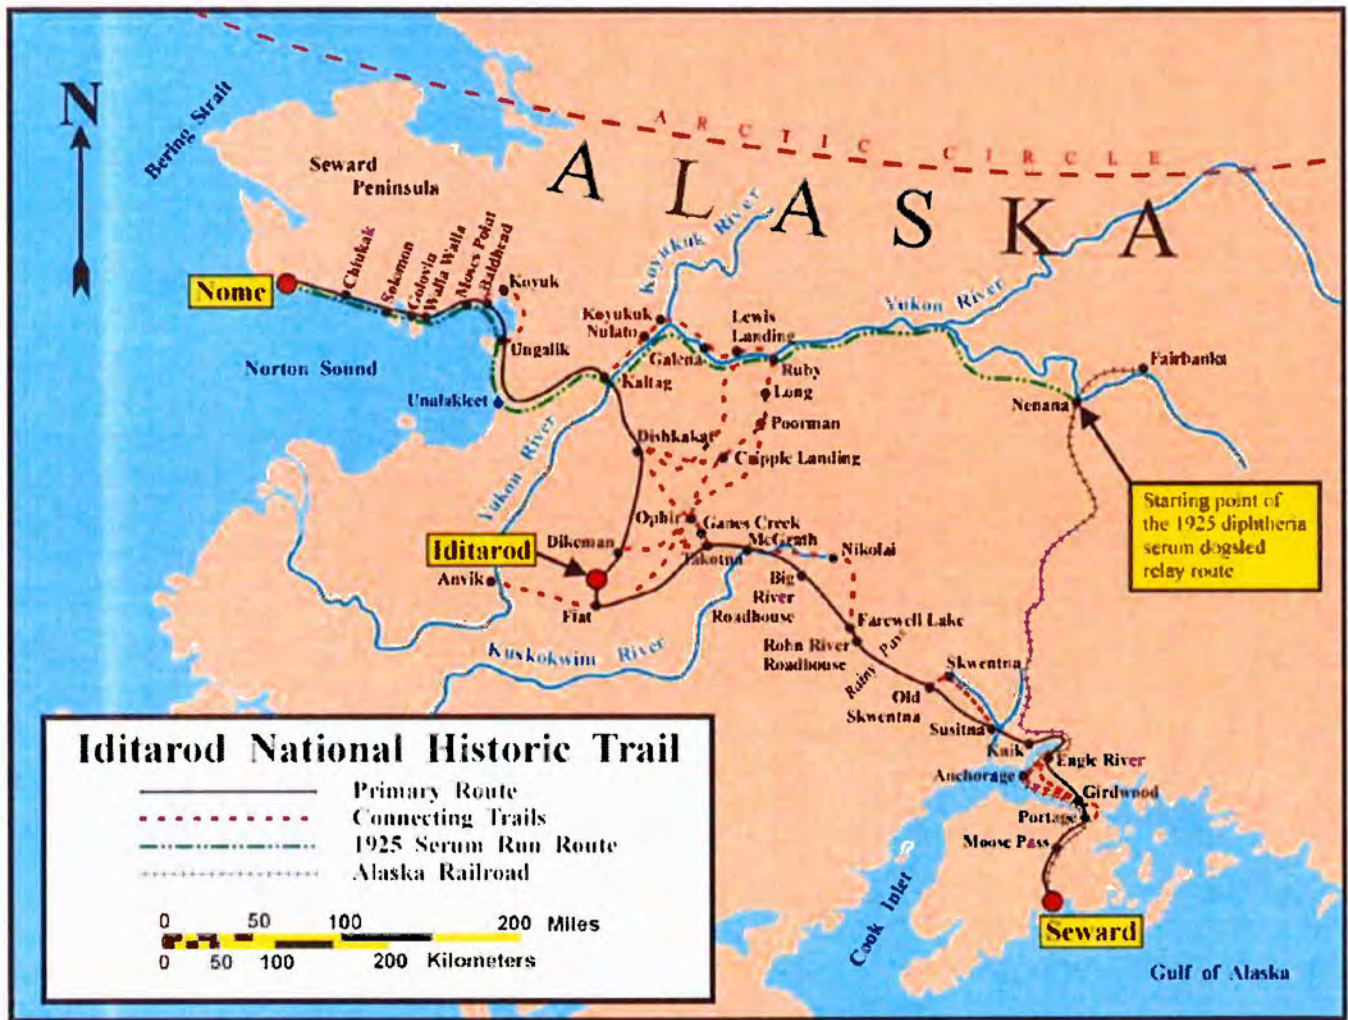 N
Bering Strait
Seward
Peninsula
ARCTIC CIRCLE
ALASKA
Koyukuk River
Nome
Chiukak
Solomon
Golovin
Walla Walla
Moses Point
Baldhead
Koyuk
Ungalik
Norton Sound
Unalakleet
Koyukuk
Nulato
Galena
Kaltag
Lewis
Landing
Ruby
Long
Poorman
Yukon River
Fairbanks
Nenana
Dishkakat
Cripple Landing
Yukon River
Ophir
Ganes Creek
Takotna
McGrath
Nikolai
Iditarod
Dikeman
Anvik
Flat
Big
River
Roadhouse
Starting point of
the 1925 diphtheria
serum dogsled
relay route
Kuskokwim River
Farewell Lake
Rohn River
Roadhouse
Rainy Pass
Skwentna
Old
Skwentna
Susitna
Knik
Eagle River
Anchorage
Girdwood
Portage
Moose Pass
Cook Inlet
Seward
Gulf of Alaska
Iditarod National Historic Trail
Primary Route
Connecting Trails
1925 Serum Run Route
Alaska Railroad
0 50 100 200 Miles
0 50 100 200 Kilometers